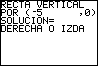 RECTA VERTICAL
POR (-5      ,0)
SOLUCION=
DERECHA O IZDA